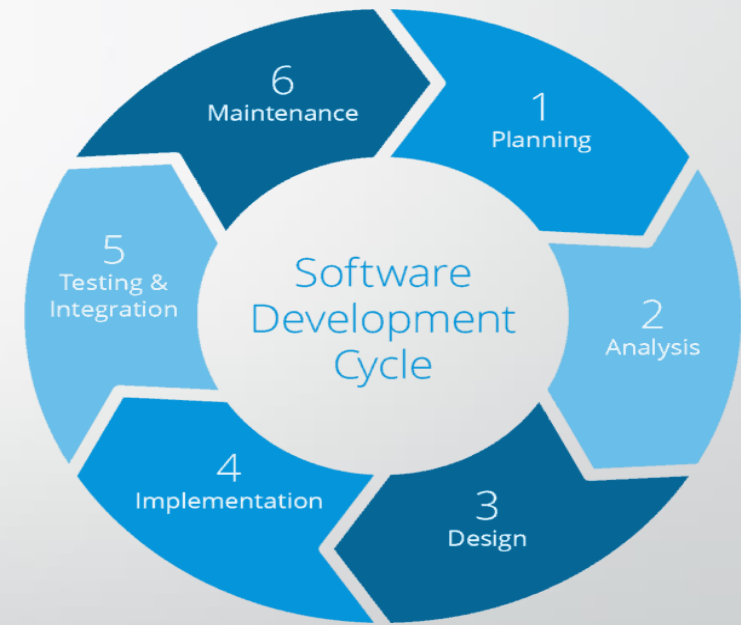 Software
Development
Cycle
1
Planning
2
Analysis
3
Design
4
Implementation
5
Testing &
Integration
6
Maintenance